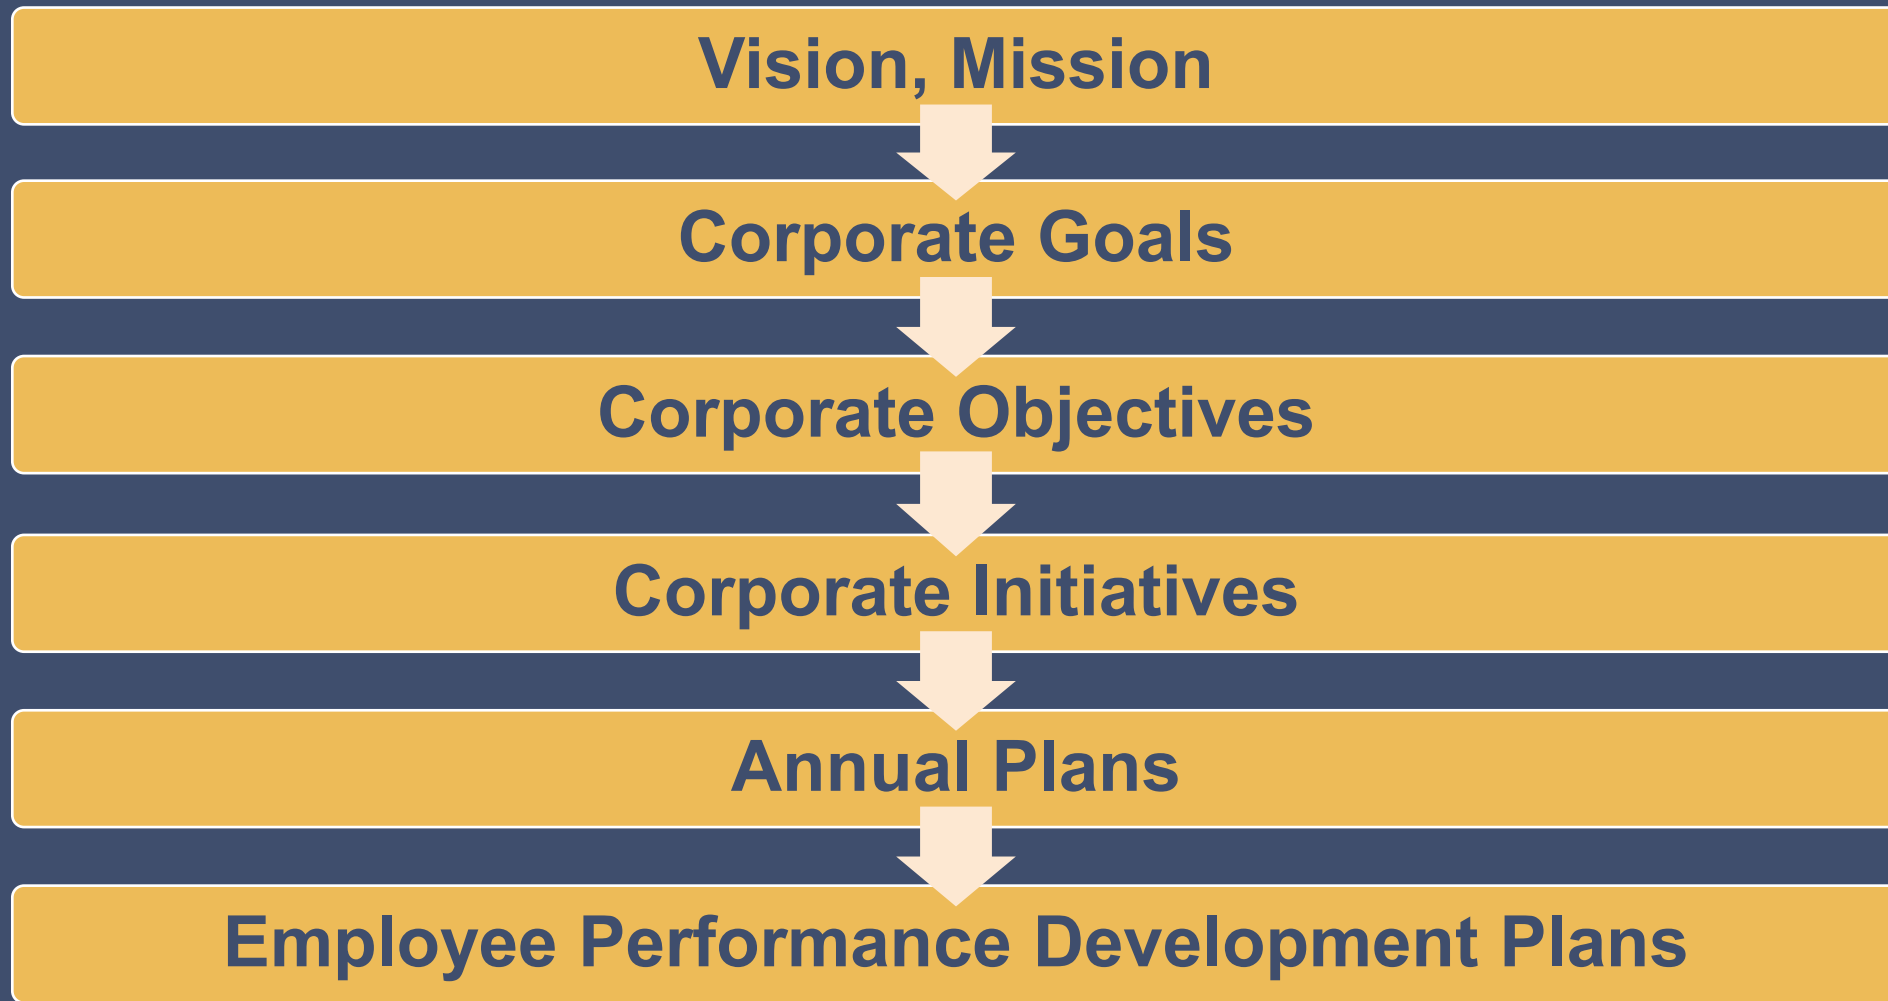 Vision, Mission
Corporate Goals
Corporate Objectives
Corporate Initiatives
Annual Plans
Employee Performance Development Plans